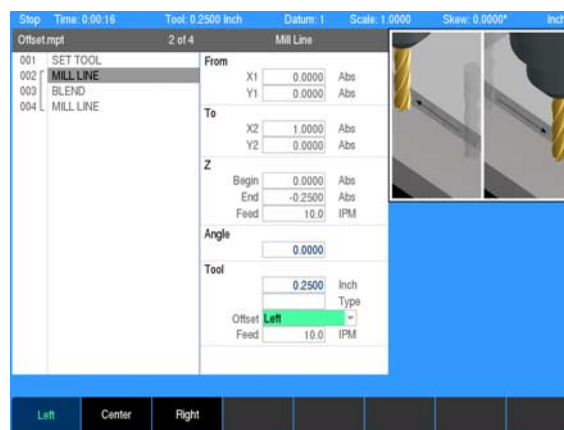 Stop Time: 0:00:16 Tool: 0.2500 Inch Datum: 1 Scale: 1.0000 Skew: 0.0000° Inch
Offset.mpt 2 of 4 Mill Line
001 SET TOOL
002 MILL LINE
003 BLEND
004 MILL LINE
From
X1 0.0000 Abs
Y1 0.0000 Abs
To
X2 1.0000 Abs
Y2 0.0000 Abs
Z
Begin 0.0000 Abs
End -0.2500 Abs
Feed 10.0 IPM
Angle
0.0000
Tool
0.2500 Inch
Type
Offset Left
Feed 10.0 IPM
Left Center Right